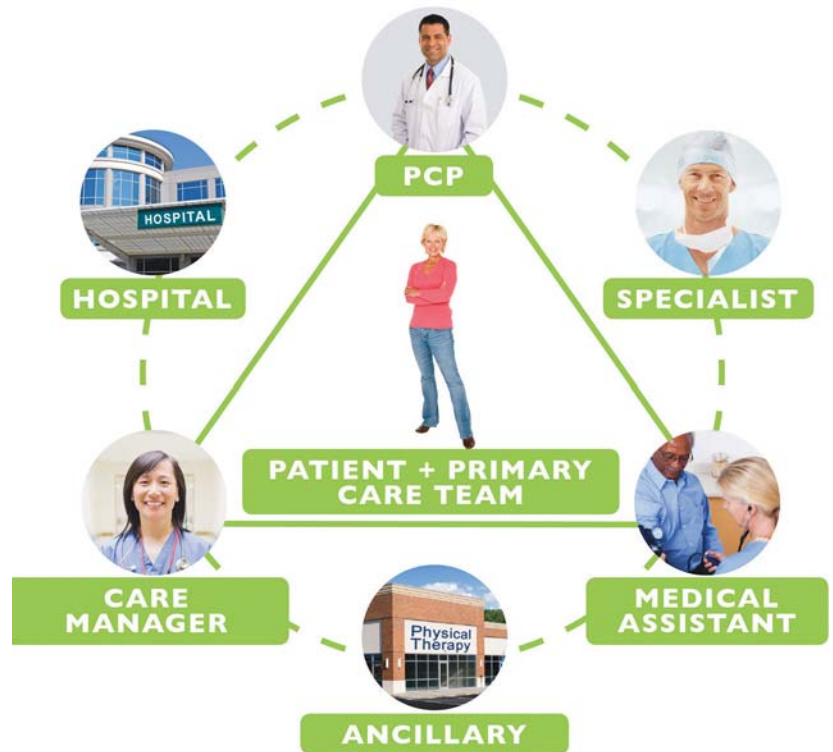 PCP
HOSPITAL
HOSPITAL
SPECIALIST
PATIENT + PRIMARY
CARE TEAM
CARE
MANAGER
MEDICAL
ASSISTANT
Physical
Therapy
ANCILLARY